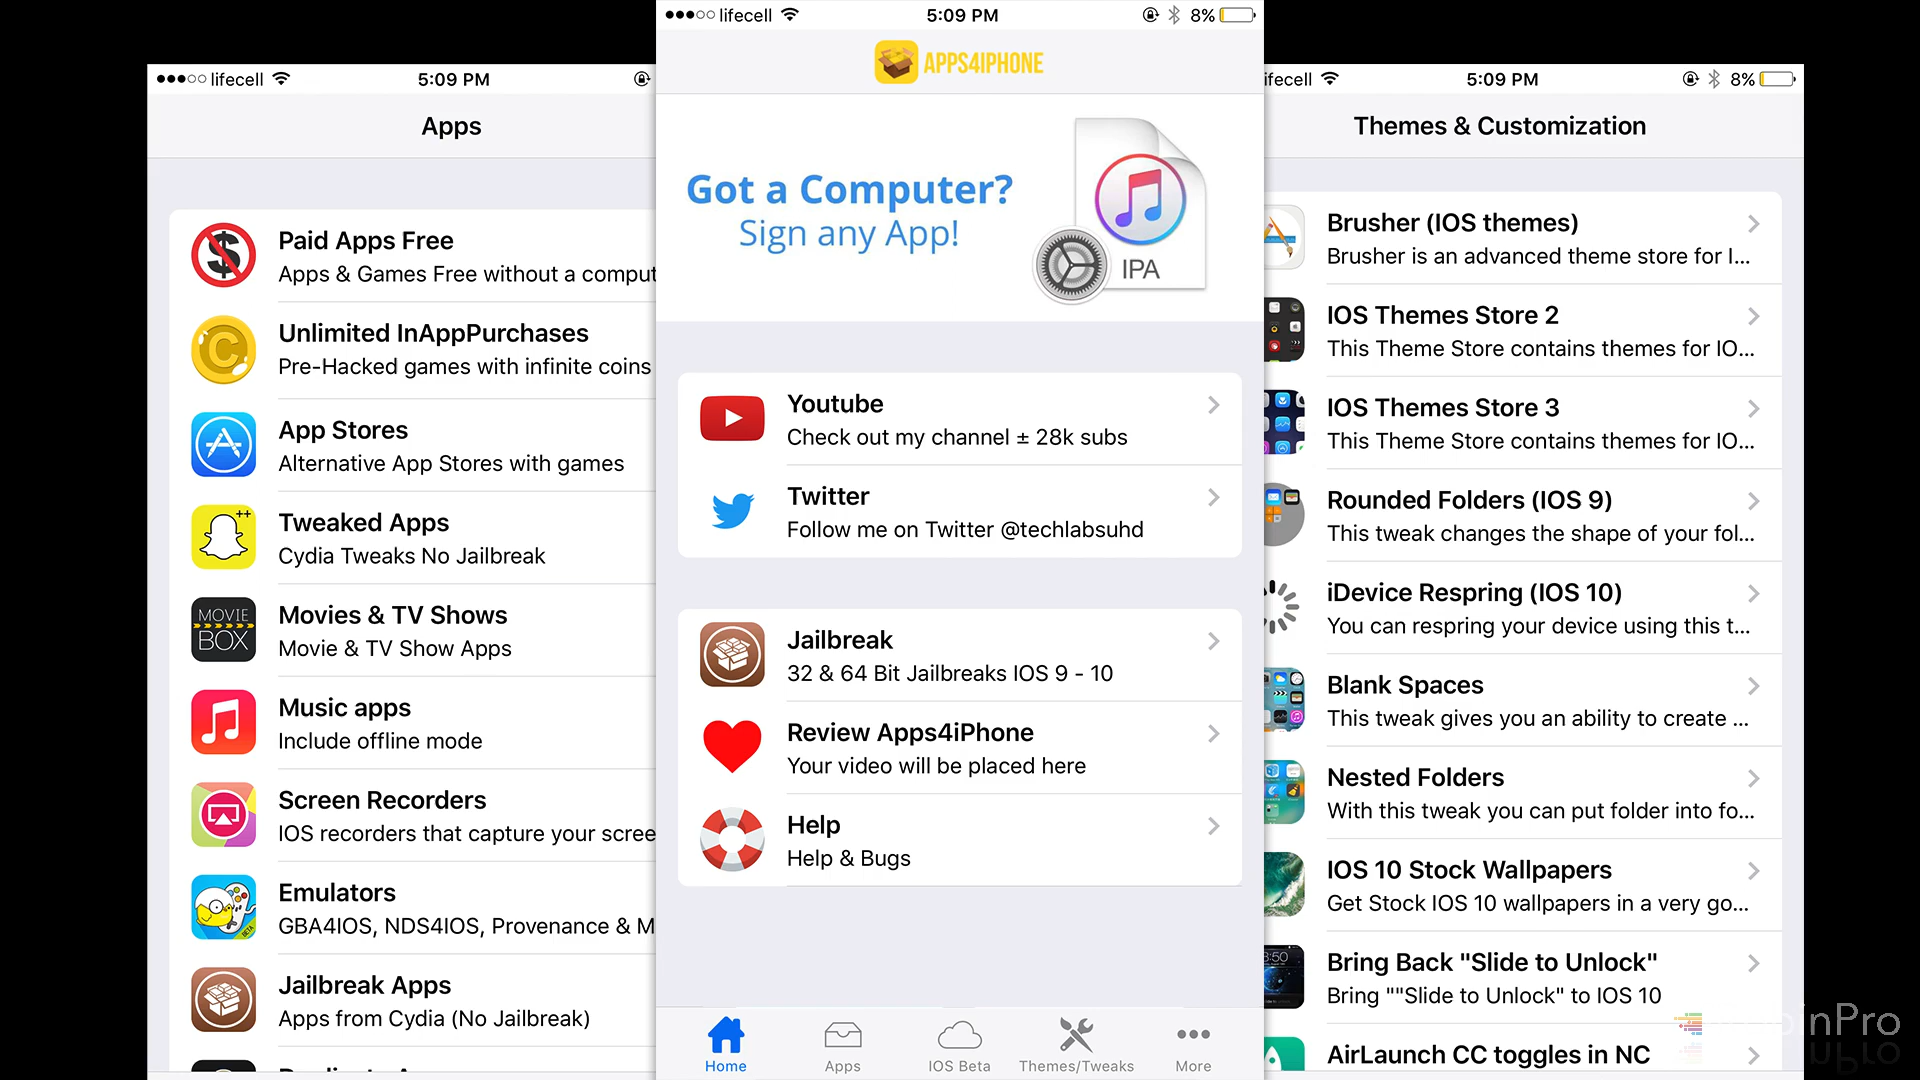 lifecell 5:09 PM
Apps
Paid Apps Free
Apps & Games Free without a comput
Unlimited InAppPurchases
Pre-Hacked games with infinite coins
App Stores
Alternative App Stores with games
Tweaked Apps
Cydia Tweaks No Jailbreak
MOVIE
BOX
Movies & TV Shows
Movie & TV Show Apps
Music apps
Include offline mode
Screen Recorders
IOS recorders that capture your scree
Emulators
GBA4IOS, NDS4IOS, Provenance & M
Jailbreak Apps
Apps from Cydia (No Jailbreak)
lifecell 5:09 PM 8%
APPS4IPHONE
Got a Computer?
Sign any App!
IPA
Youtube
Check out my channel ± 28k subs
Twitter
Follow me on Twitter @techlabsuhd
Jailbreak
32 & 64 Bit Jailbreaks IOS 9 - 10
Review Apps4iPhone
Your video will be placed here
Help
Help & Bugs
Home Apps IOS Beta Themes/Tweaks More
ifecell 5:09 PM 8%
Themes & Customization
Brusher (IOS themes)
Brusher is an advanced theme store for I...
IOS Themes Store 2
This Theme Store contains themes for IO...
IOS Themes Store 3
This Theme Store contains themes for IO...
Rounded Folders (IOS 9)
This tweak changes the shape of your fol...
iDevice Respring (IOS 10)
You can respring your device using this t...
Blank Spaces
This tweak gives you an ability to create ...
Nested Folders
With this tweak you can put folder into fo...
IOS 10 Stock Wallpapers
Get Stock IOS 10 wallpapers in a very go...
Bring Back "Slide to Unlock"
Bring ""Slide to Unlock" to IOS 10
AirLaunch CC toggles in NC
inPro